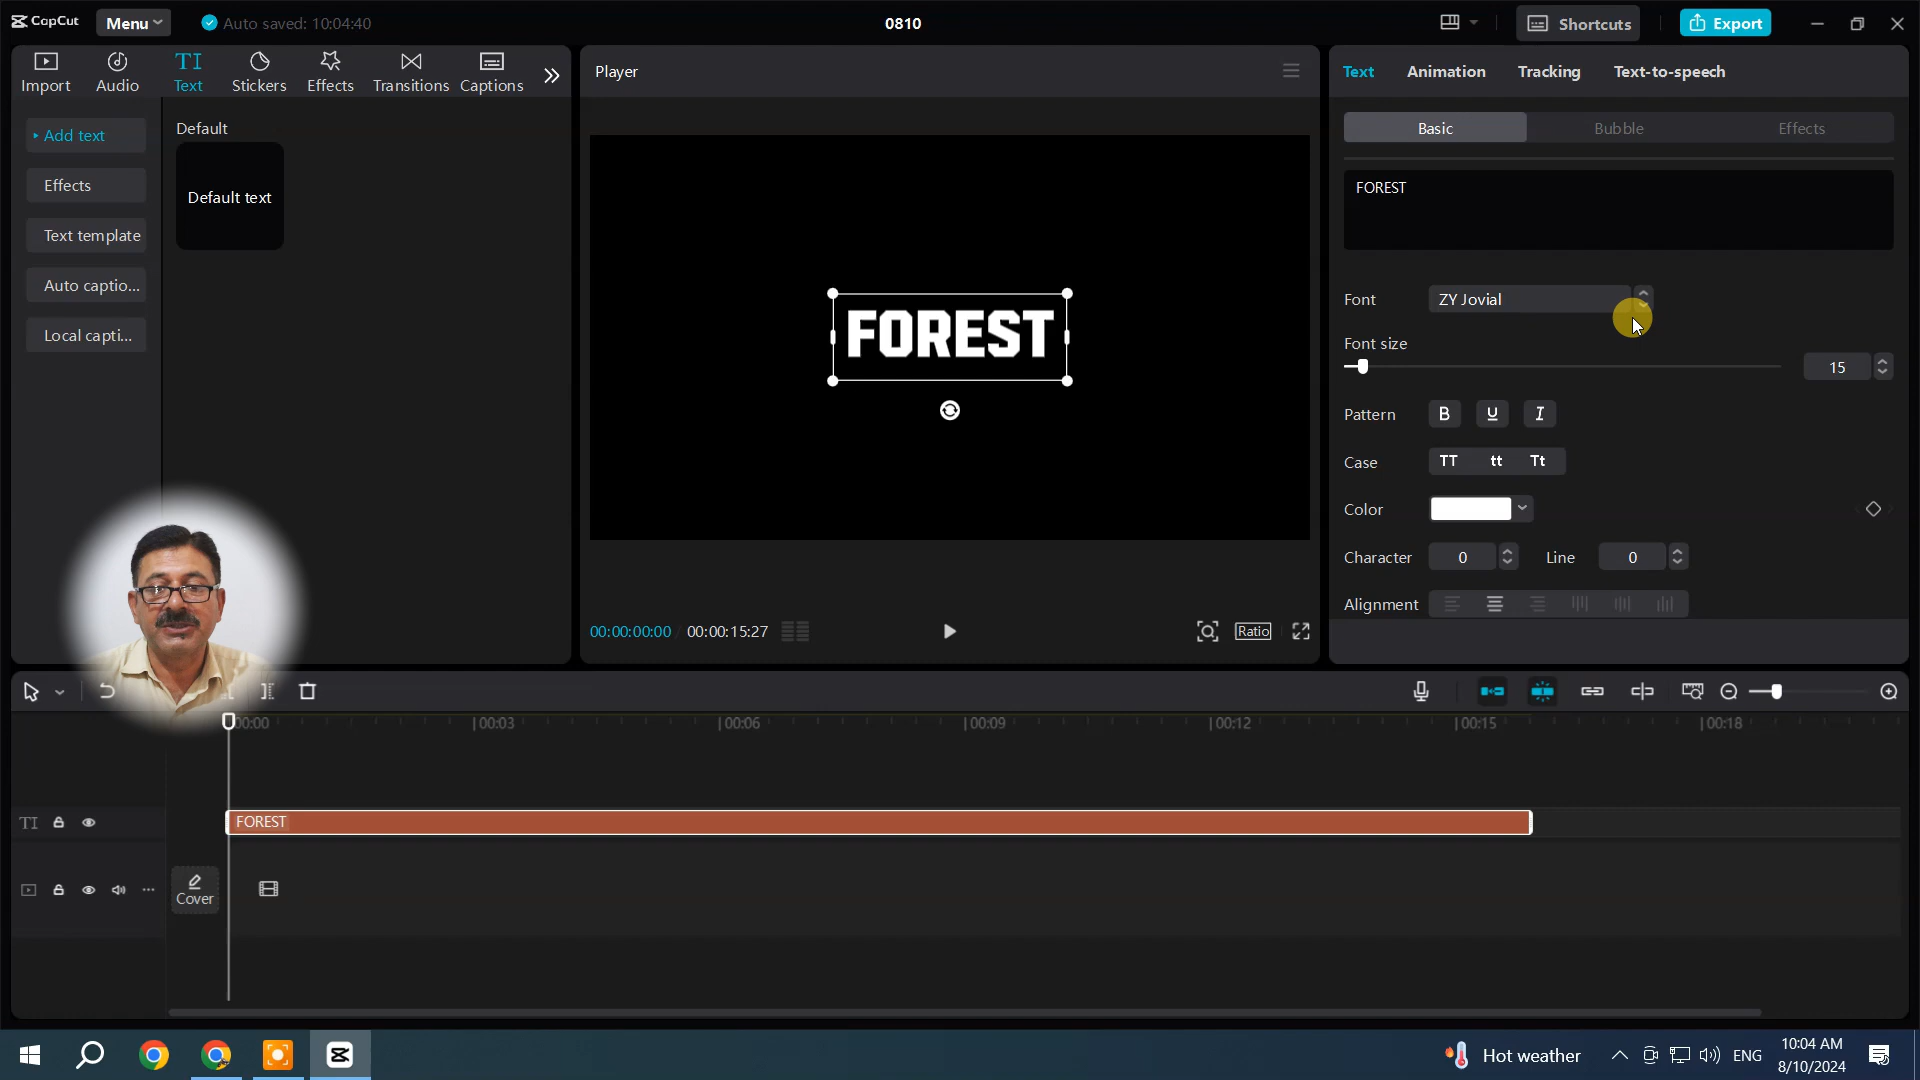 CapCut
Menu
Auto saved: 10:04:40
0810
Shortcuts
Export
Import
Audio
TI
Text
Stickers
Effects
Transitions
Captions
Add text
Effects
Text template
Auto captio...
Local capti...
Default
Default text
Player
FOREST
00:00:00:00
00:00:15:27
Ratio
Text
Animation
Tracking
Text-to-speech
Basic
Bubble
Effects
FOREST
Font
ZY Jovial
Font size
15
Pattern
B U I
Case
TT tt Tt
Color
Character
0
Line
0
Alignment
00:00
00:03
00:06
00:09
00:12
00:15
00:18
TI
FOREST
Cover
Hot weather
ENG
10:04 AM
8/10/2024